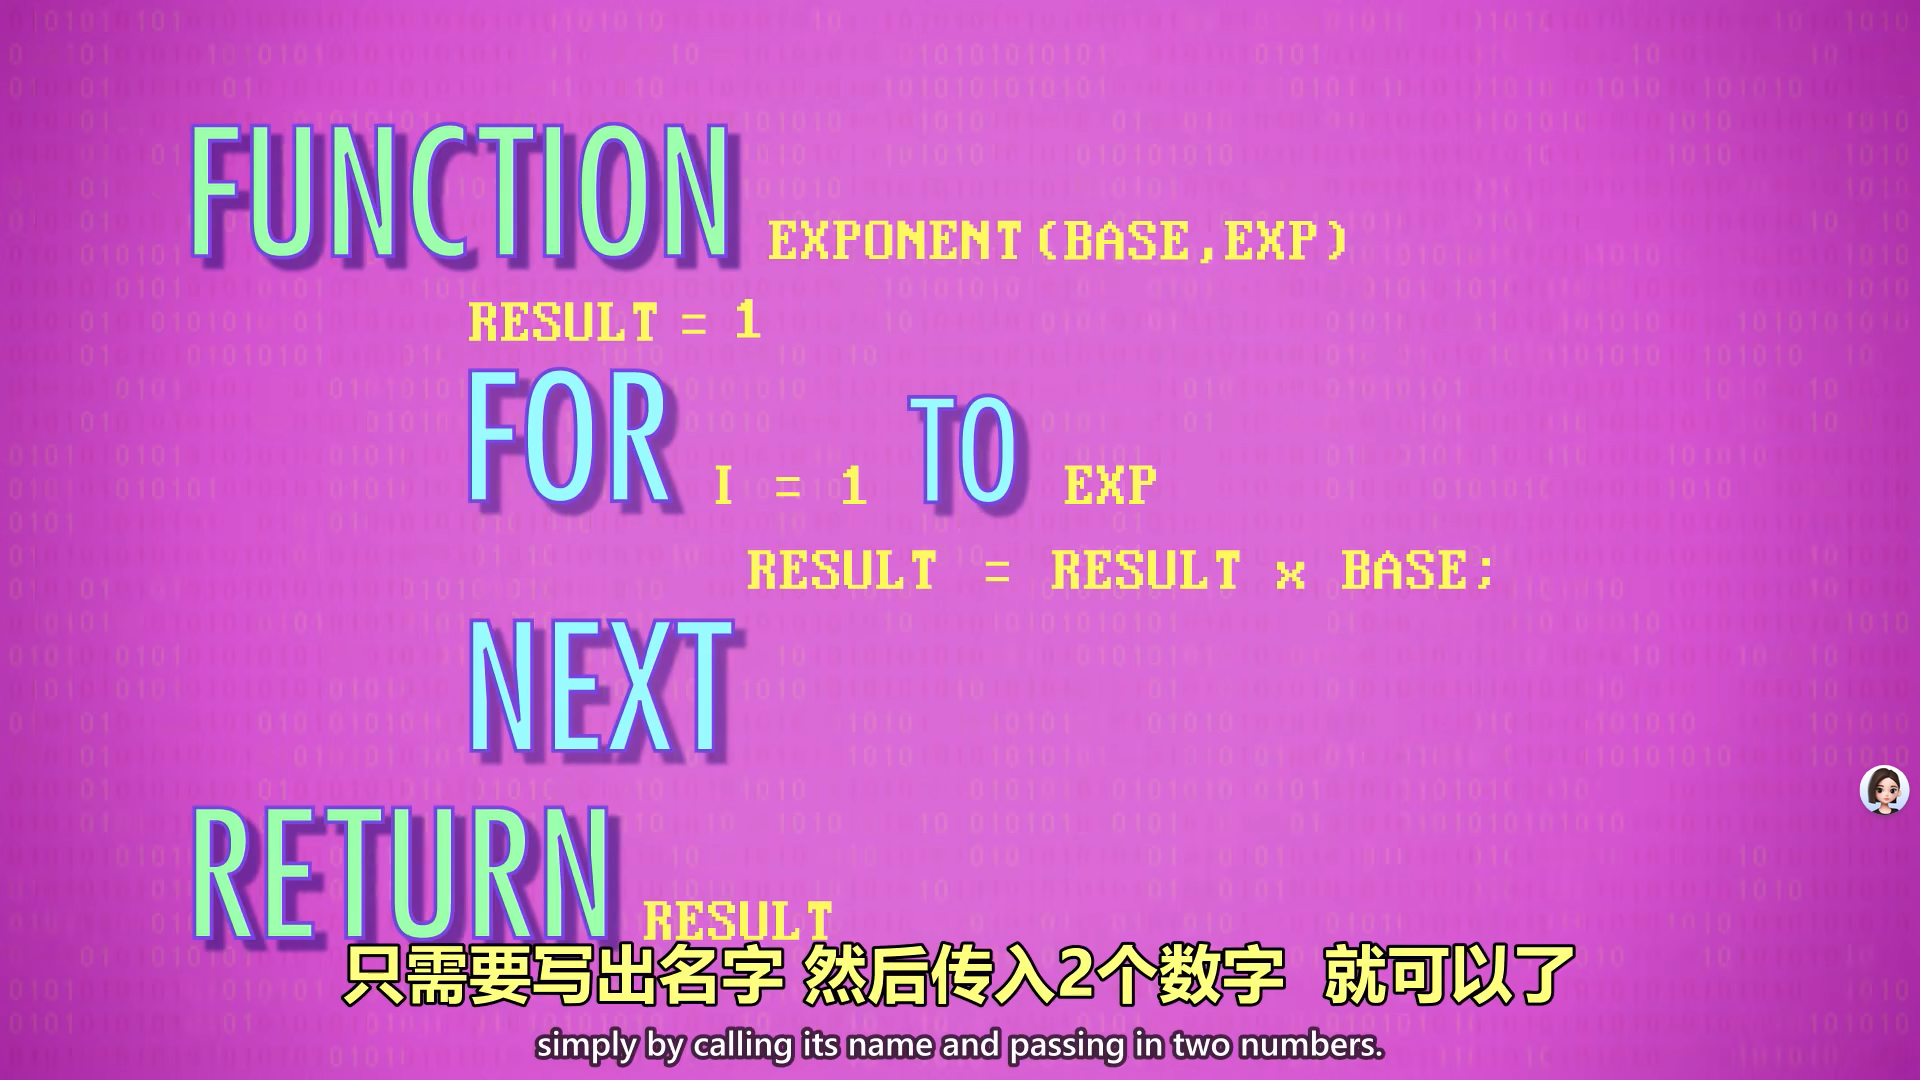 FUNCTION EXPONENT(BASE,EXP)
RESULT = 1
FOR I = 1 TO EXP
RESULT = RESULT x BASE;
NEXT
RETURN RESULT
只需要写出名字 然后传入2个数字 就可以了
simply by calling its name and passing in two numbers.